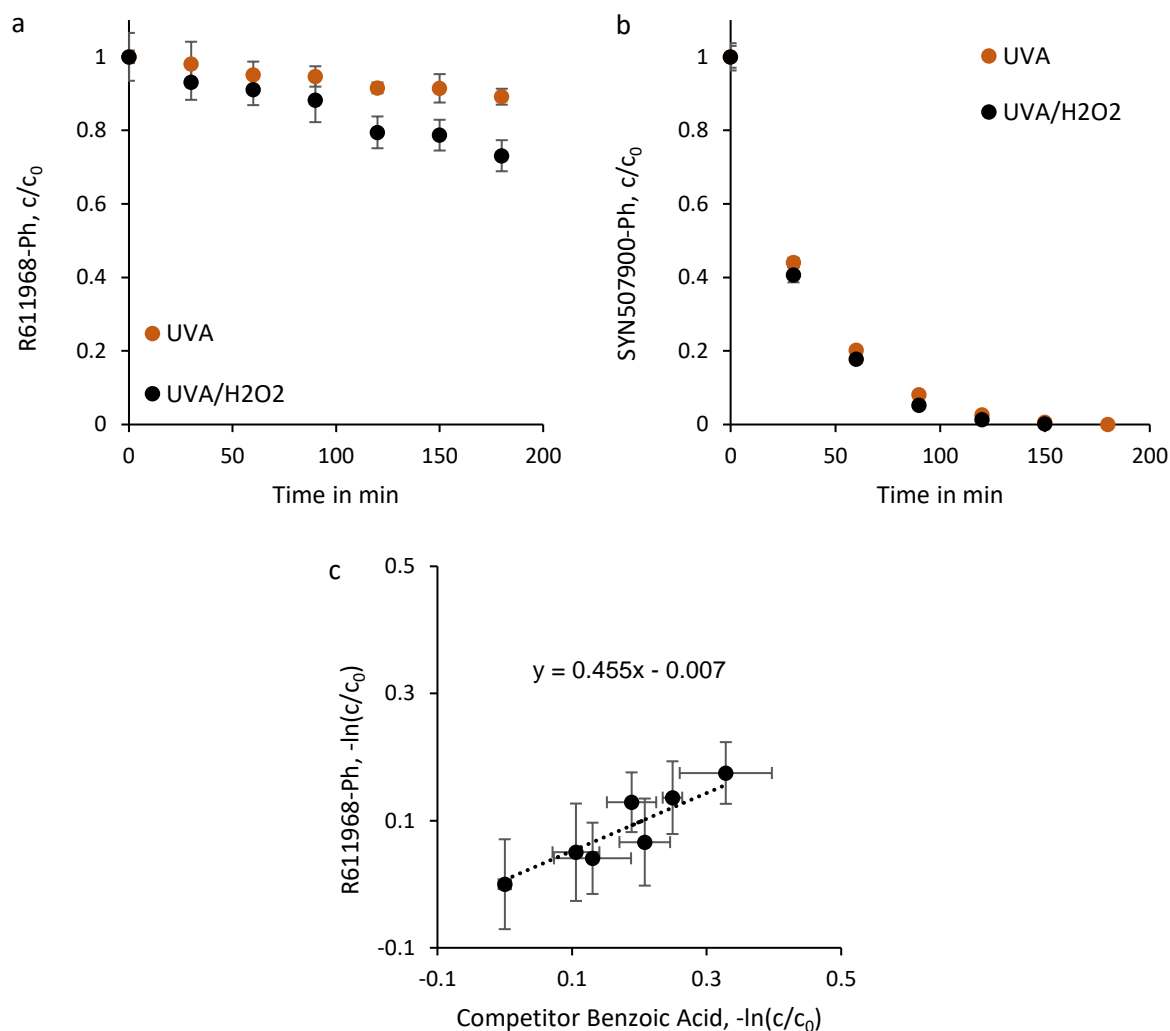 a
1
0.8
0.6
0.4
0.2
0
0
50
100
150
200
R611968-Ph, c/c₀
Time in min
UVA
UVA/H2O2
b
1
0.8
0.6
0.4
0.2
0
0
50
100
150
200
SYN507900-Ph, c/c₀
Time in min
UVA
UVA/H2O2
c
0.5
0.3
0.1
-0.1
-0.1
0.1
0.3
0.5
R611968-Ph, -ln(c/c₀)
y = 0.455x - 0.007
Competitor Benzoic Acid, -ln(c/c₀)